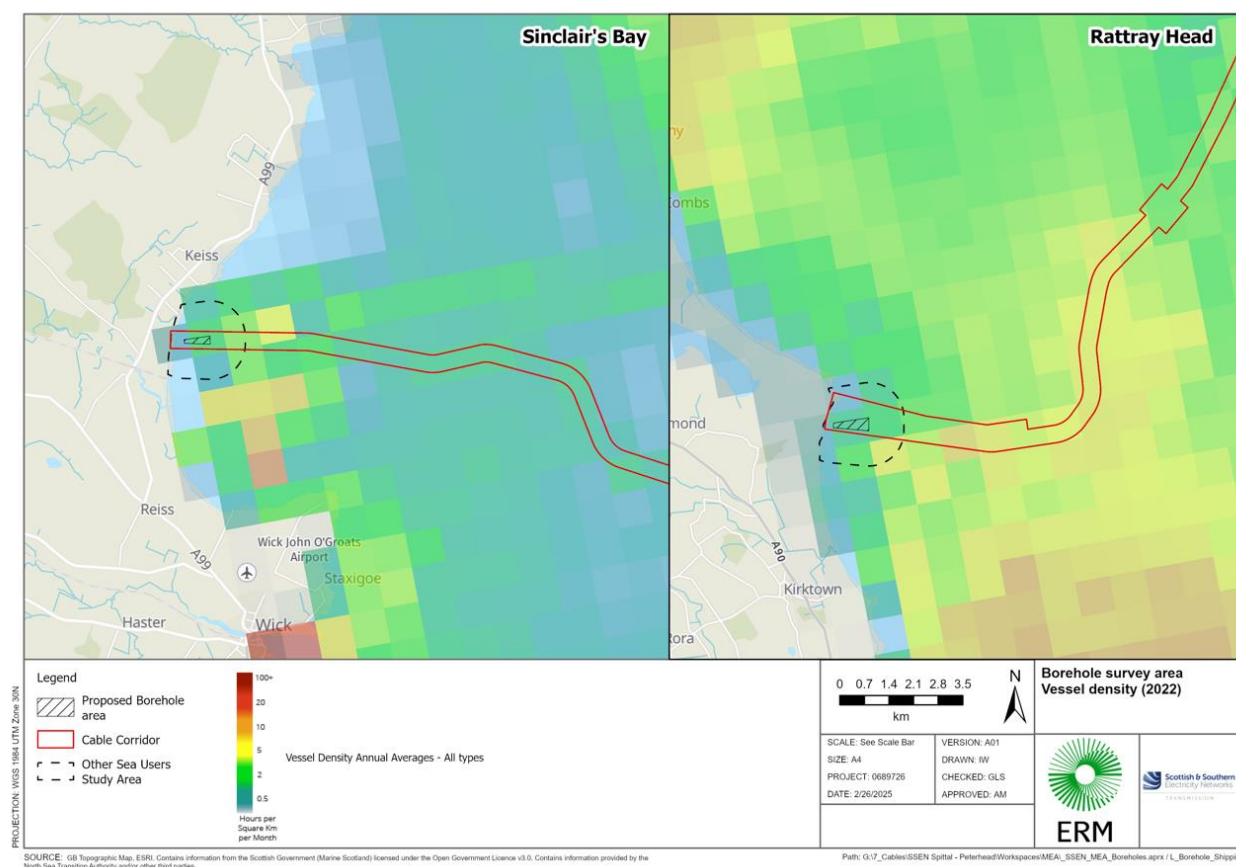 Sinclair's Bay
Rattray Head
A99
Keiss
ombs
Reiss
A99
Wick John O'Groats
Airport
Staxigoe
Haster
Wick
mond
A90
Kirktown
Rora
Legend
Proposed Borehole
area
Cable Corridor
Other Sea Users
Study Area
100+
20
10
5
2
0.5
Hours per
Square Km
per Month
Vessel Density Annual Averages - All types
0 0.7 1.4 2.1 2.8 3.5
km
N
Borehole survey area
Vessel density (2022)
SCALE: See Scale Bar
VERSION: A01
SIZE: A4
DRAWN: IW
PROJECT: 0689726
CHECKED: GLS
DATE: 2/26/2025
APPROVED: AM
ERM
Scottish & Southern
Electricity Networks
TRANSMISSION
PROJECTION: WGS 1984 UTM Zone 30N
SOURCE: GB Topographic Map, ESRI. Contains information from the Scottish Government (Marine Scotland) licensed under the Open Government Licence v3.0. Contains information provided by the
North Sea Transition Authority and/or other third parties.
Path: G:\7_Cables\SSEN Spittal - Peterhead\Workspaces\MEA\_SSEN_MEA_Boreholes.aprx / L_Borehole_Shippi